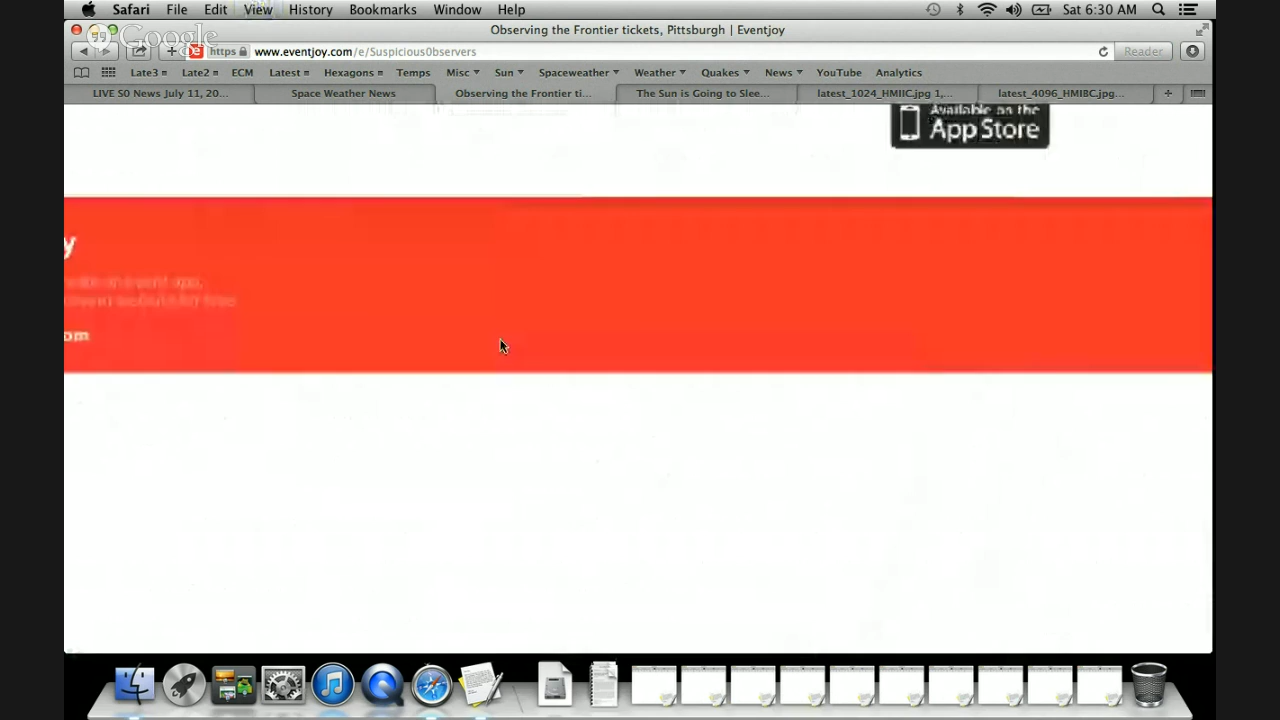 Safari File Edit View History Bookmarks Window Help Sat 6:30 AM
Observing the Frontier tickets, Pittsburgh | Eventjoy
Google
https www.eventjoy.com/e/Suspicious0bservers Reader
Late3 Late2 ECM Latest Hexagons Temps Misc Sun Spaceweather Weather Quakes News YouTube Analytics
LIVE S0 News July 11, 20... Space Weather News Observing the Frontier ti... The Sun is Going to Slee... latest_1024_HMIIC.jpg 1,... latest_4096_HMIBC.jpg...
Available on the
App Store
y
om